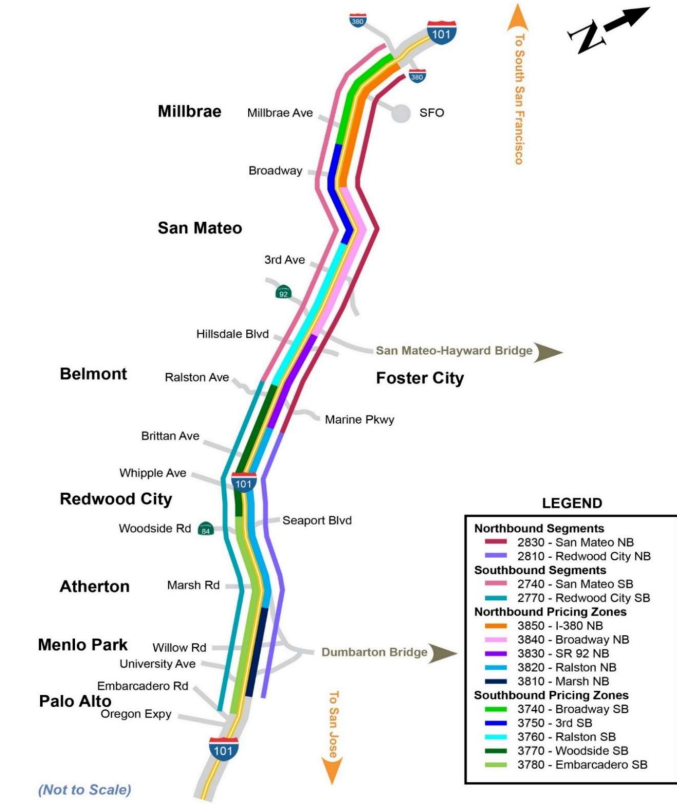 380
101
N
To South San Francisco
380
Millbrae
Millbrae Ave
SFO
Broadway
San Mateo
3rd Ave
92
Hillsdale Blvd
San Mateo-Hayward Bridge
Belmont
Ralston Ave
Foster City
Marine Pkwy
Brittan Ave
Whipple Ave
101
Redwood City
Woodside Rd
84
Seaport Blvd
Atherton
Marsh Rd
Menlo Park
Willow Rd
Dumbarton Bridge
University Ave
Embarcadero Rd
Palo Alto
Oregon Expy
To San Jose
101
(Not to Scale)
LEGEND
Northbound Segments
2830 - San Mateo NB
2810 - Redwood City NB
Southbound Segments
2740 - San Mateo SB
2770 - Redwood City SB
Northbound Pricing Zones
3850 - I-380 NB
3840 - Broadway NB
3830 - SR 92 NB
3820 - Ralston NB
3810 - Marsh NB
Southbound Pricing Zones
3740 - Broadway SB
3750 - 3rd SB
3760 - Ralston SB
3770 - Woodside SB
3780 - Embarcadero SB